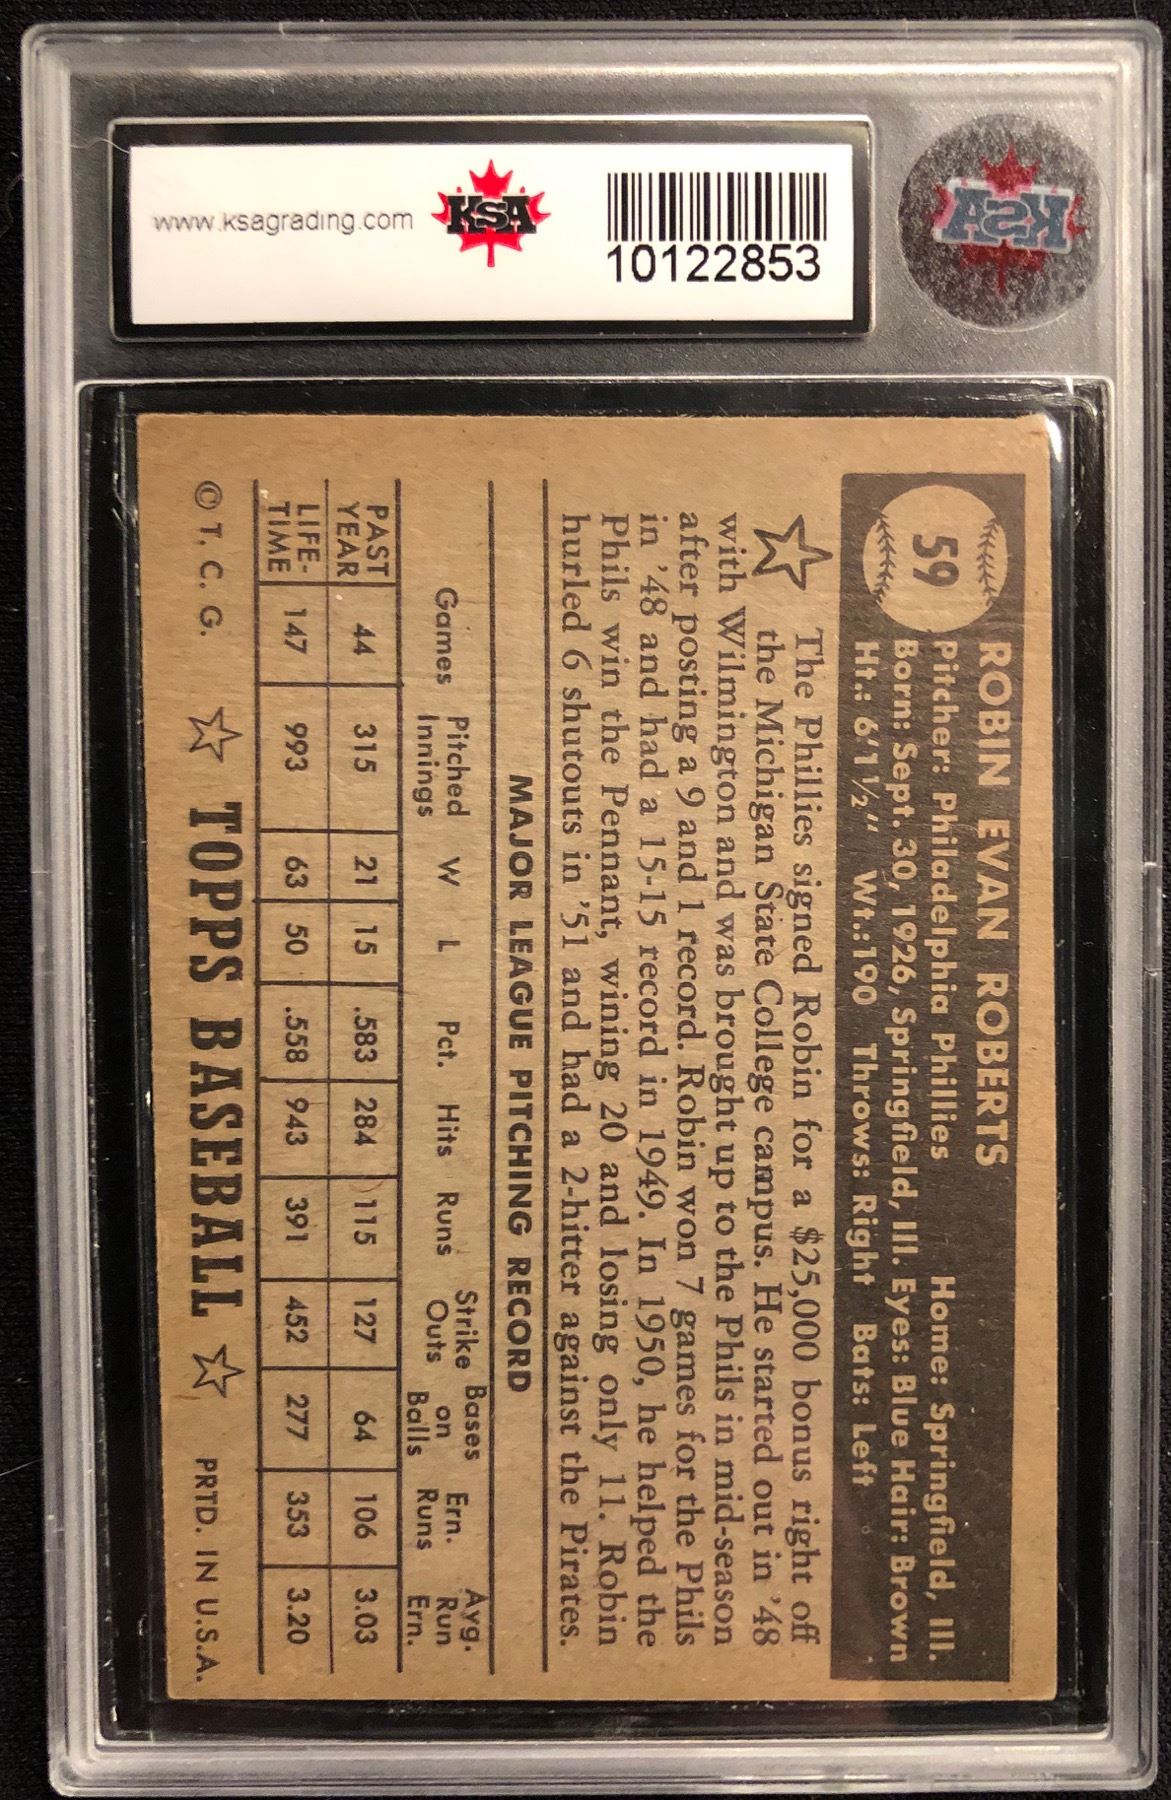 www.ksagrading.com
KSA
10122853
KSA
59
ROBIN EVAN ROBERTS
Pitcher: Philadelphia Phillies Home: Springfield, Ill.
Born: Sept. 30, 1926, Springfield, Ill. Eyes: Blue Hair: Brown
Ht.: 6'1½" Wt.:190 Throws: Right Bats: Left
The Phillies signed Robin for a $25,000 bonus right off
the Michigan State College campus. He started out in '48
with Wilmington and was brought up to the Phils in mid-season
after posting a 9 and 1 record. Robin won 7 games for the Phils
in '48 and had a 15-15 record in 1949. In 1950, he helped the
Phils win the Pennant, wining 20 and losing only 11. Robin
hurled 6 shutouts in '51 and had a 2-hitter against the Pirates.
MAJOR LEAGUE PITCHING RECORD
Games Pitched Innings W L Pct. Hits Runs Strike Outs Bases on Balls Ern. Runs Avg. Run Ern.
PAST YEAR 44 315 21 15 .583 284 115 127 64 106 3.03
LIFE-TIME 147 993 63 50 .558 943 391 452 277 353 3.20
© T. C. G. TOPPS BASEBALL PRTD. IN U.S.A.